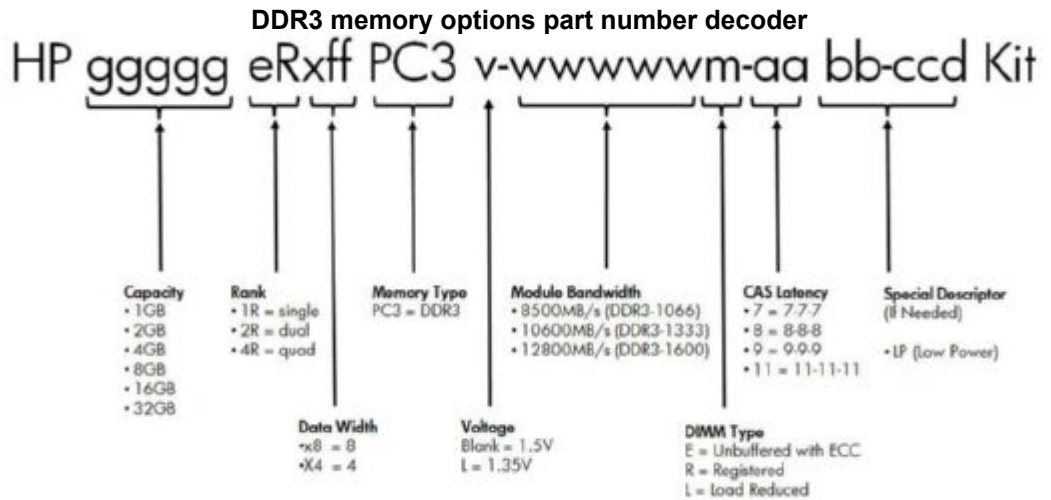 DDR3 memory options part number decoder
HP ggggg eRxff PC3 v-wwwwwm-aa bb-ccd Kit
Capacity
• 1GB
• 2GB
• 4GB
• 8GB
• 16GB
• 32GB
Rank
• 1R = single
• 2R = dual
• 4R = quad
Memory Type
PC3 = DDR3
Module Bandwidth
• 8500MB/s (DDR3-1066)
• 10600MB/s (DDR3-1333)
• 12800MB/s (DDR3-1600)
CAS Latency
• 7 = 7-7-7
• 8 = 8-8-8
• 9 = 9-9-9
• 11 = 11-11-11
Special Descriptor
(If Needed)
• LP (Low Power)
Data Width
•x8 = 8
•X4 = 4
Voltage
Blank = 1.5V
L = 1.35V
DIMM Type
E = Unbuffered with ECC
R = Registered
L = Load Reduced